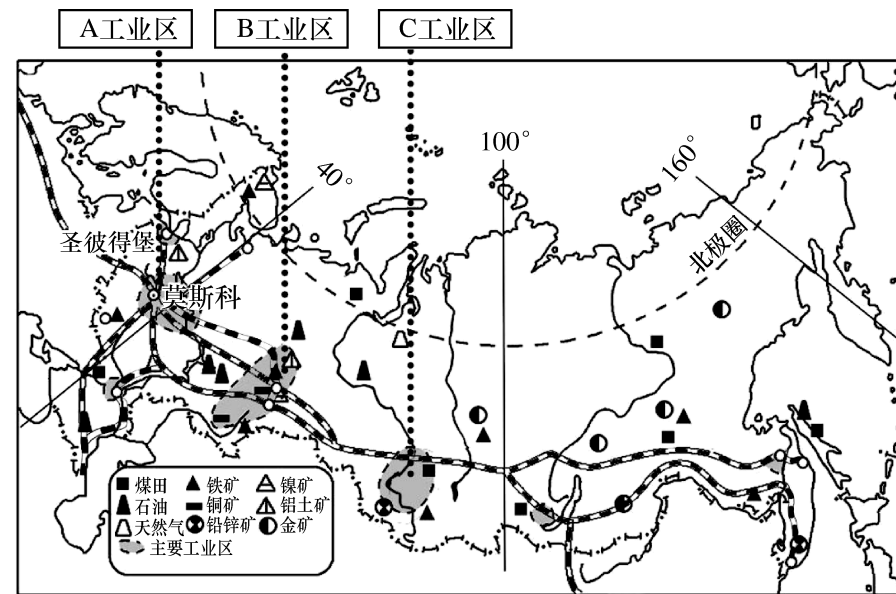 A工业区 B工业区 C工业区
40°
100°
160°
圣彼得堡
北极圈
莫斯科
煤田 铁矿 镍矿
石油 铜矿 铝土矿
天然气 铅锌矿 金矿
主要工业区